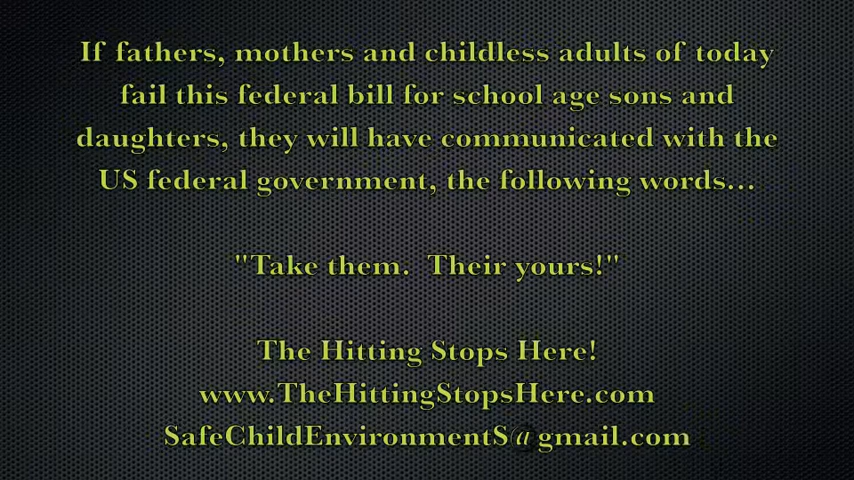 If fathers, mothers and childless adults of today
fail this federal bill for school age sons and
daughters, they will have communicated with the
US federal government, the following words...
"Take them.  Their yours!"
The Hitting Stops Here!
www.TheHittingStopsHere.com
SafeChildEnvironmentS@gmail.com